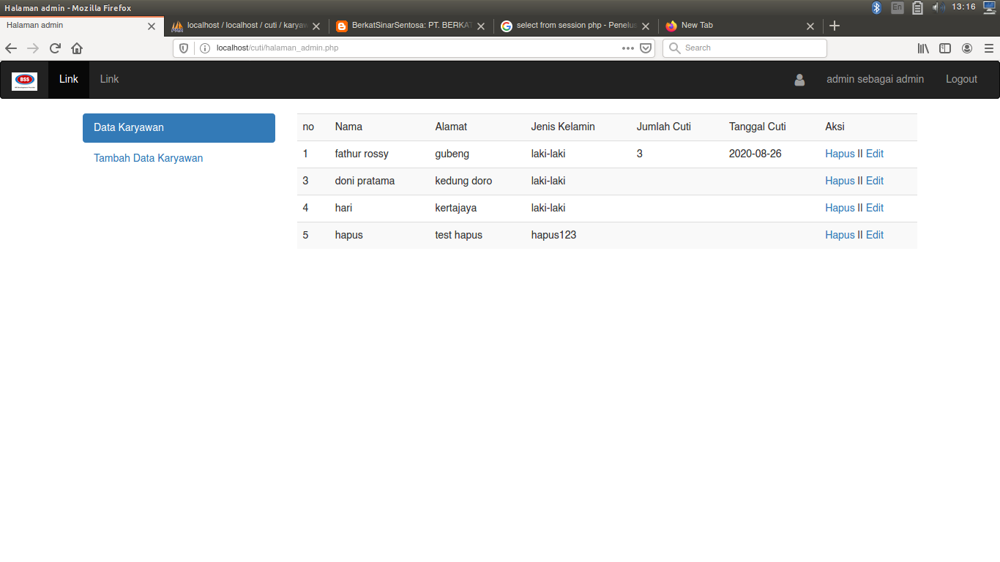 Halaman admin - Mozilla Firefox
En
13:16
Halaman admin
localhost / localhost / cuti / karyaw
BerkatSinarSentosa: PT. BERKAT
select from session php - Penelus
New Tab
localhost/cuti/halaman_admin.php
Search
BSS
Link
Link
admin sebagai admin
Logout
Data Karyawan
Tambah Data Karyawan
no Nama Alamat Jenis Kelamin Jumlah Cuti Tanggal Cuti Aksi
1 fathur rossy gubeng laki-laki 3 2020-08-26 Hapus II Edit
3 doni pratama kedung doro laki-laki Hapus II Edit
4 hari kertajaya laki-laki Hapus II Edit
5 hapus test hapus hapus123 Hapus II Edit